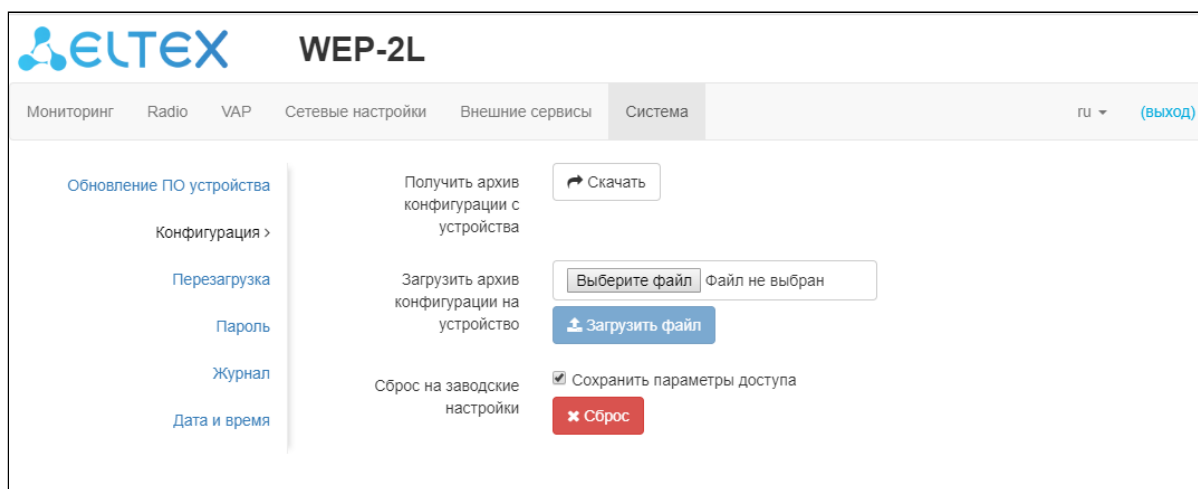 ELTEX WEP-2L
Мониторинг Radio VAP Сетевые настройки Внешние сервисы Система ru (выход)
Обновление ПО устройства
Конфигурация >
Перезагрузка
Пароль
Журнал
Дата и время
Получить архив
конфигурации с
устройства
Скачать
Загрузить архив
конфигурации на
устройство
Выберите файл Файл не выбран
Загрузить файл
Сброс на заводские
настройки
Сохранить параметры доступа
Сброс